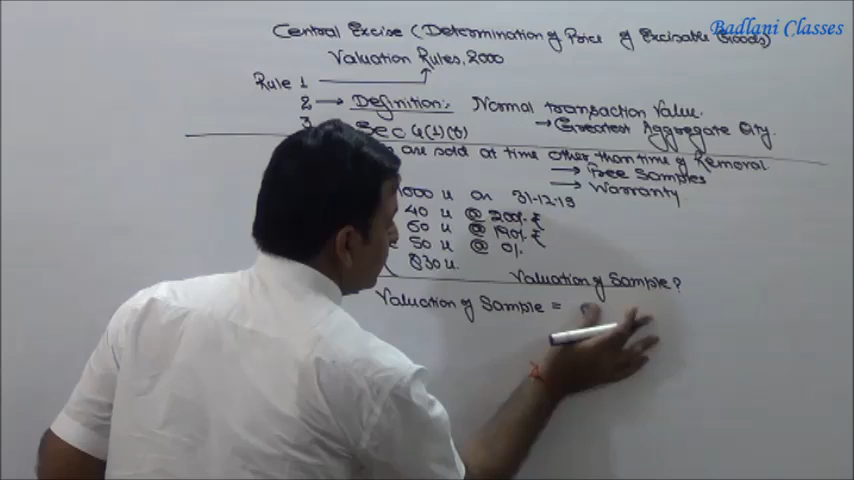 Badlani Classes
Central Excise (Determination of Price of Excisable Goods)
Valuation Rules, 2000
Rule 1
2 → Definition:- Normal transaction Value.
3 Sec 4(1)(b) → Greatest Aggregate Qty.
are sold at time other than time of Removal
→ Free Samples
→ Warranty
1000 u on 31-12-13
40 u @ 200/- ₹
60 u @ 190/- ₹
50 u @ 0/-
830 u.
Valuation of Sample?
Valuation of Sample =